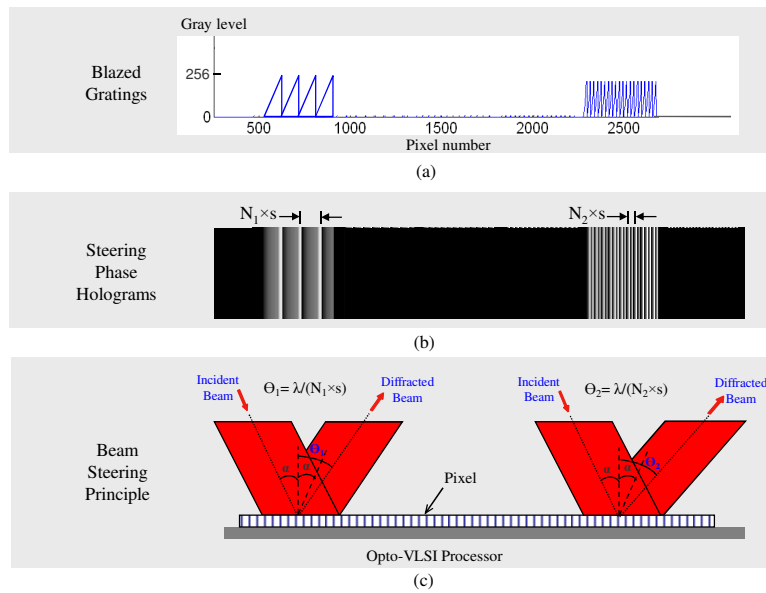 Gray level
Blazed
Gratings
256
0
500 1000 1500 2000 2500
Pixel number
(a)
N1×s N2×s
Steering
Phase
Holograms
(b)
Incident
Beam
ϴ1= λ/(N1×s)
Diffracted
Beam
Incident
Beam
ϴ2= λ/(N2×s)
Diffracted
Beam
Beam
Steering
Principle
ϴ1
α α
ϴ2
α α
Pixel
Opto-VLSI Processor
(c)